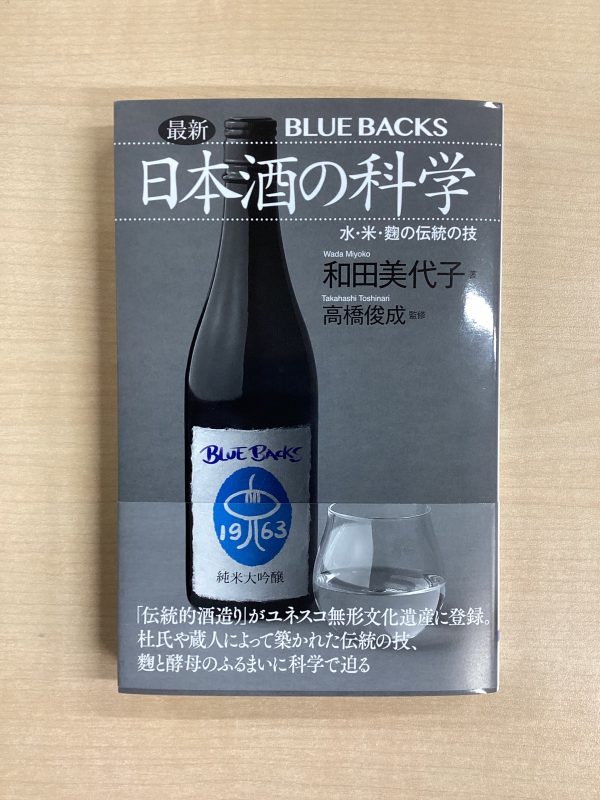 最新
BLUE BACKS
日本酒の科学
水・米・麴の伝統の技
Wada Miyoko
和田美代子 著
Takahashi Toshinari
高橋俊成 監修
BLUE BACKS
1963
純米大吟醸
「伝統的酒造り」がユネスコ無形文化遺産に登録。
杜氏や蔵人によって築かれた伝統の技、
麴と酵母のふるまいに科学で迫る